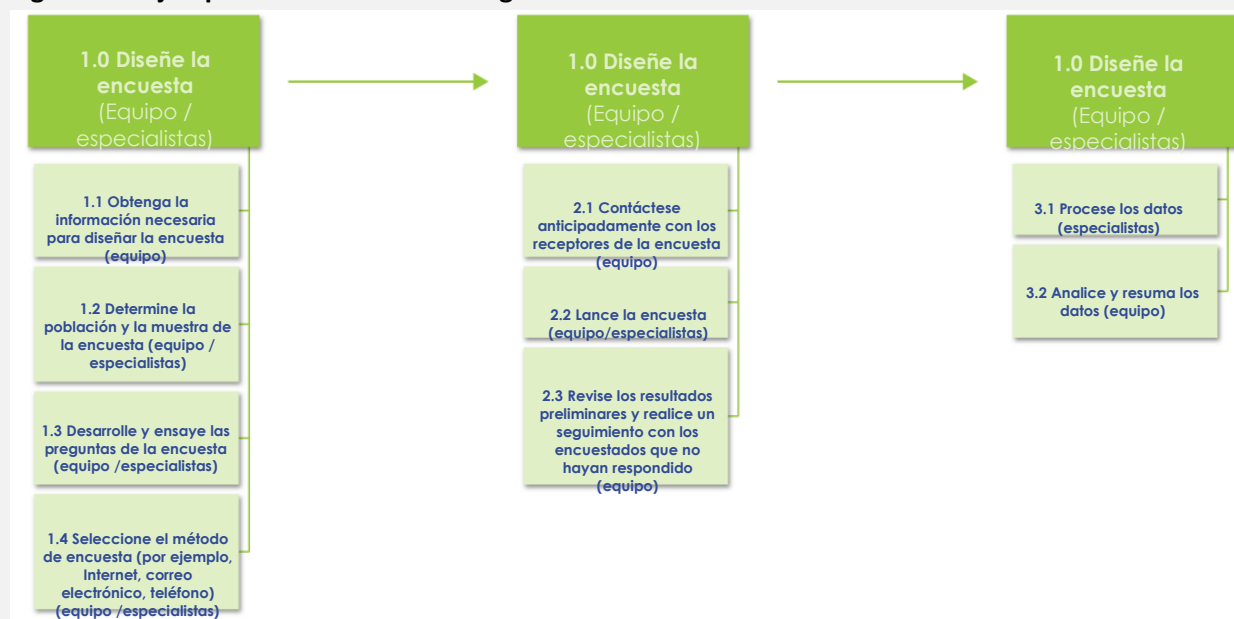 1.0 Diseñe la
encuesta
(Equipo /
especialistas)
1.1 Obtenga la
información necesaria
para diseñar la encuesta
(equipo)
1.2 Determine la
población y la muestra de
la encuesta (equipo /
especialistas)
1.3 Desarrolle y ensaye las
preguntas de la encuesta
(equipo /especialistas)
1.4 Seleccione el método
de encuesta (por ejemplo,
Internet, correo
electrónico, teléfono)
(equipo /especialistas)
1.0 Diseñe la
encuesta
(Equipo /
especialistas)
2.1 Contáctese
anticipadamente con los
receptores de la encuesta
(equipo)
2.2 Lance la encuesta
(equipo/especialistas)
2.3 Revise los resultados
preliminares y realice un
seguimiento con los
encuestados que no
hayan respondido
(equipo)
1.0 Diseñe la
encuesta
(Equipo /
especialistas)
3.1 Procese los datos
(especialistas)
3.2 Analice y resuma los
datos (equipo)